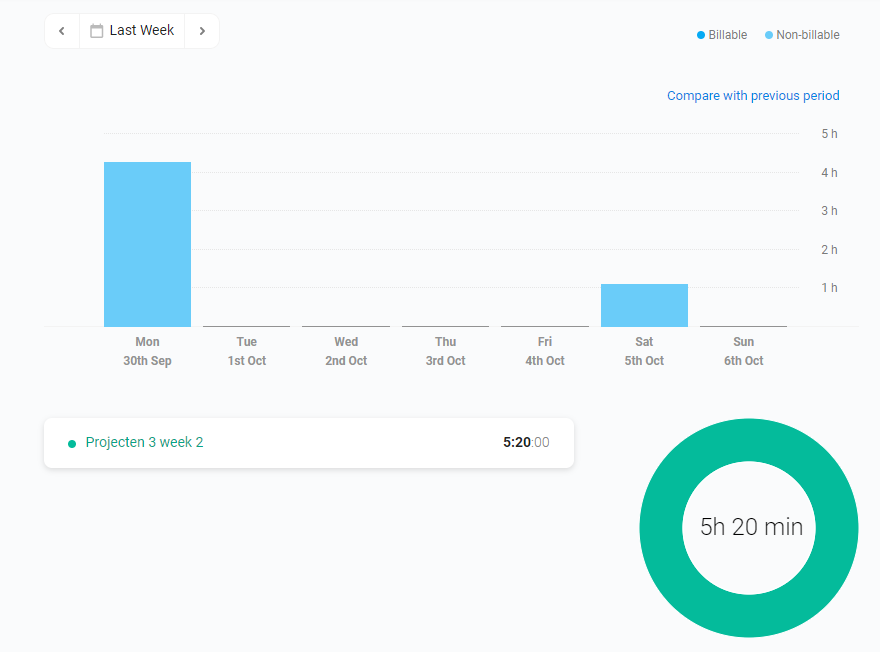 Last Week
Billable Non-billable
Compare with previous period
5 h
4 h
3 h
2 h
1 h
Mon Tue Wed Thu Fri Sat Sun
30th Sep 1st Oct 2nd Oct 3rd Oct 4th Oct 5th Oct 6th Oct
Projecten 3 week 2 5:20:00
5h 20 min